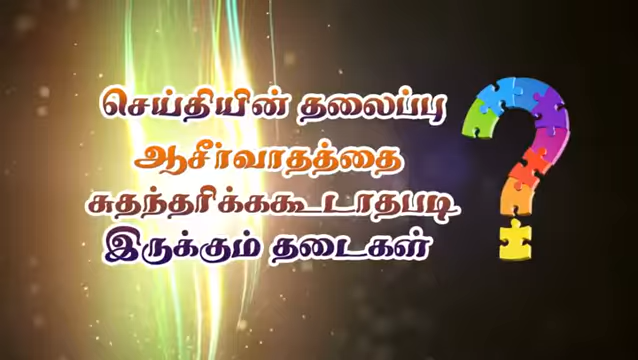 செய்தியின் தலைப்பு
ஆசீர்வாதத்தை
சுதந்தரிக்ககூடாதபடி
இருக்கும் தடைகள்